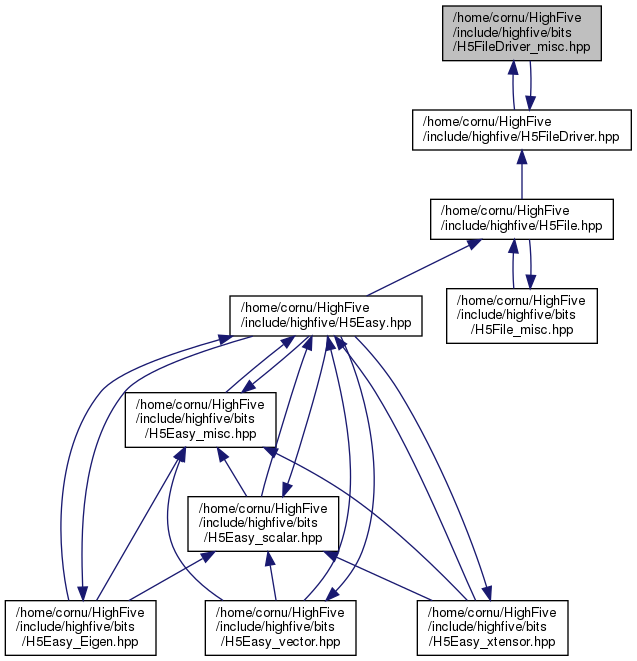 /home/cornu/HighFive
/include/highfive/bits
/H5FileDriver_misc.hpp
/home/cornu/HighFive
/include/highfive/H5FileDriver.hpp
/home/cornu/HighFive
/include/highfive/H5File.hpp
/home/cornu/HighFive
/include/highfive/bits
/H5File_misc.hpp
/home/cornu/HighFive
/include/highfive/H5Easy.hpp
/home/cornu/HighFive
/include/highfive/bits
/H5Easy_misc.hpp
/home/cornu/HighFive
/include/highfive/bits
/H5Easy_scalar.hpp
/home/cornu/HighFive
/include/highfive/bits
/H5Easy_Eigen.hpp
/home/cornu/HighFive
/include/highfive/bits
/H5Easy_vector.hpp
/home/cornu/HighFive
/include/highfive/bits
/H5Easy_xtensor.hpp